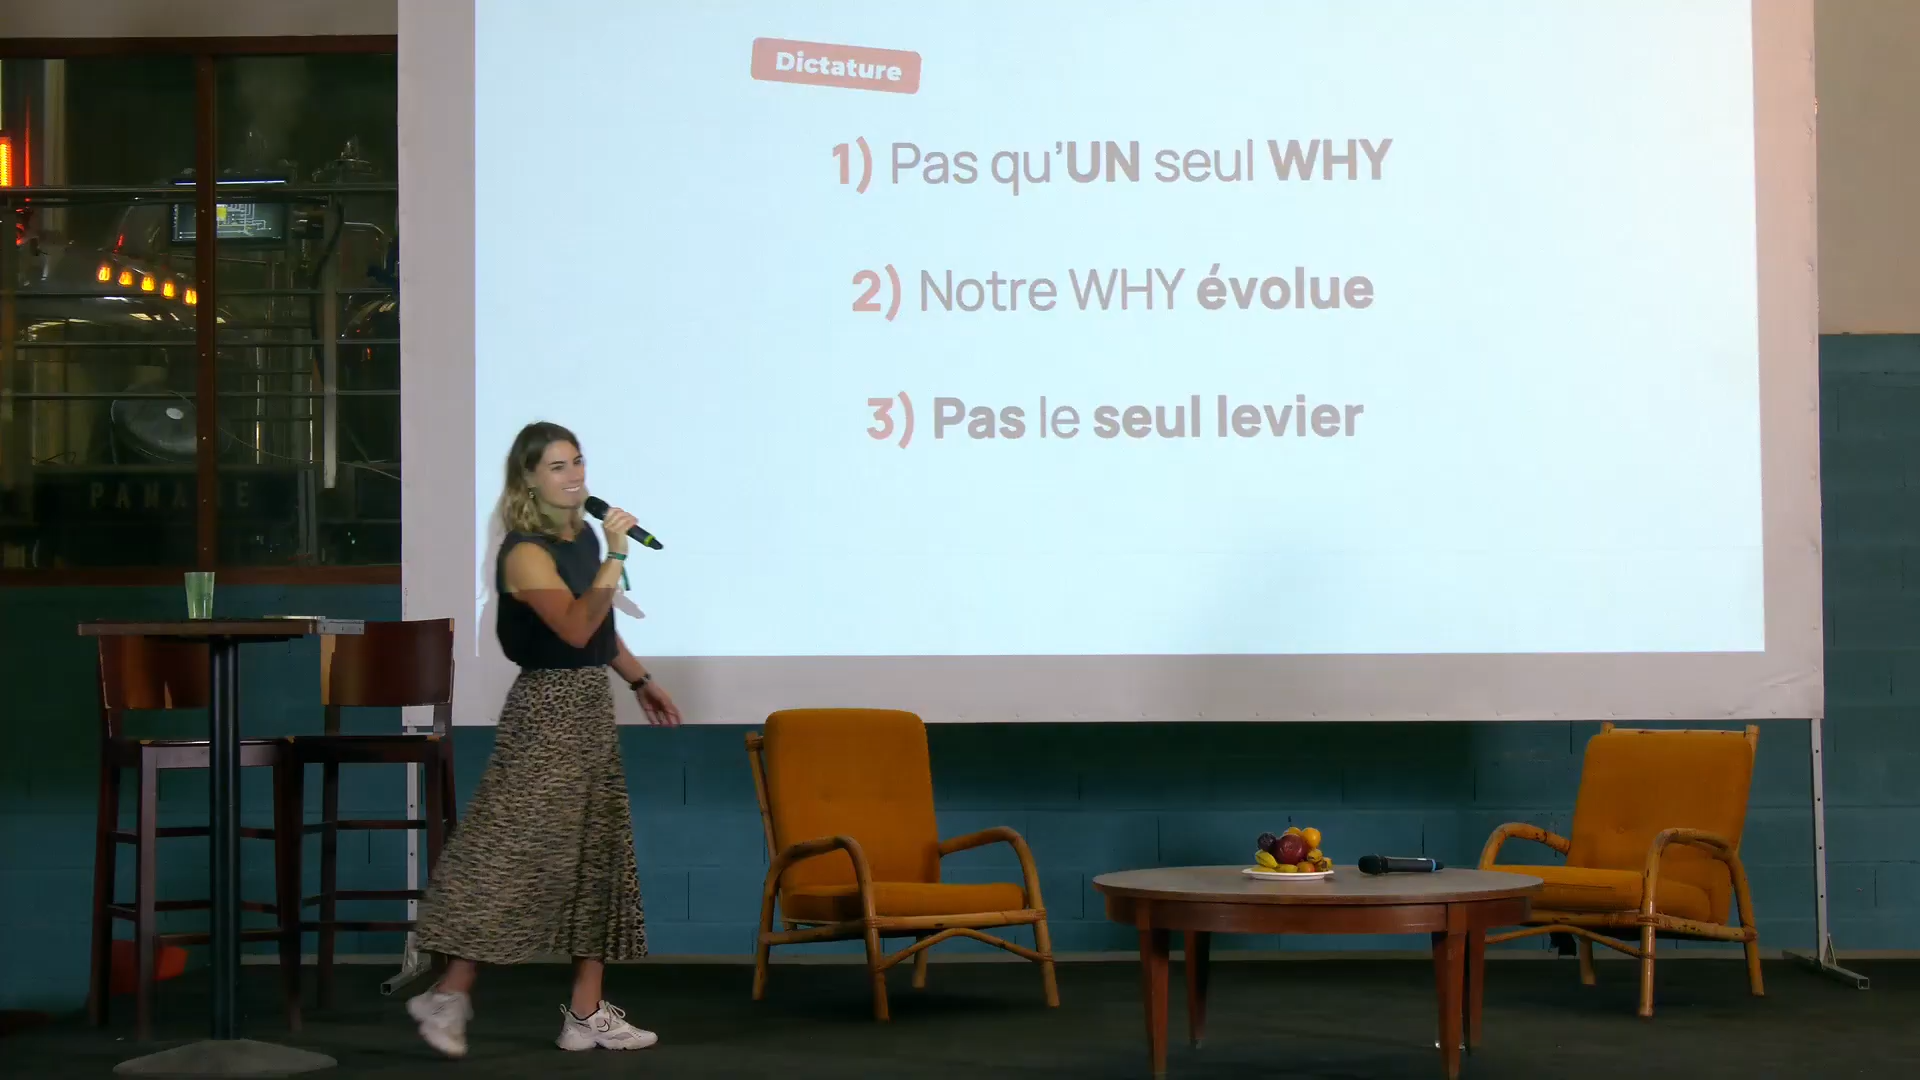 Dictature
1) Pas qu’UN seul WHY
2) Notre WHY évolue
3) Pas le seul levier